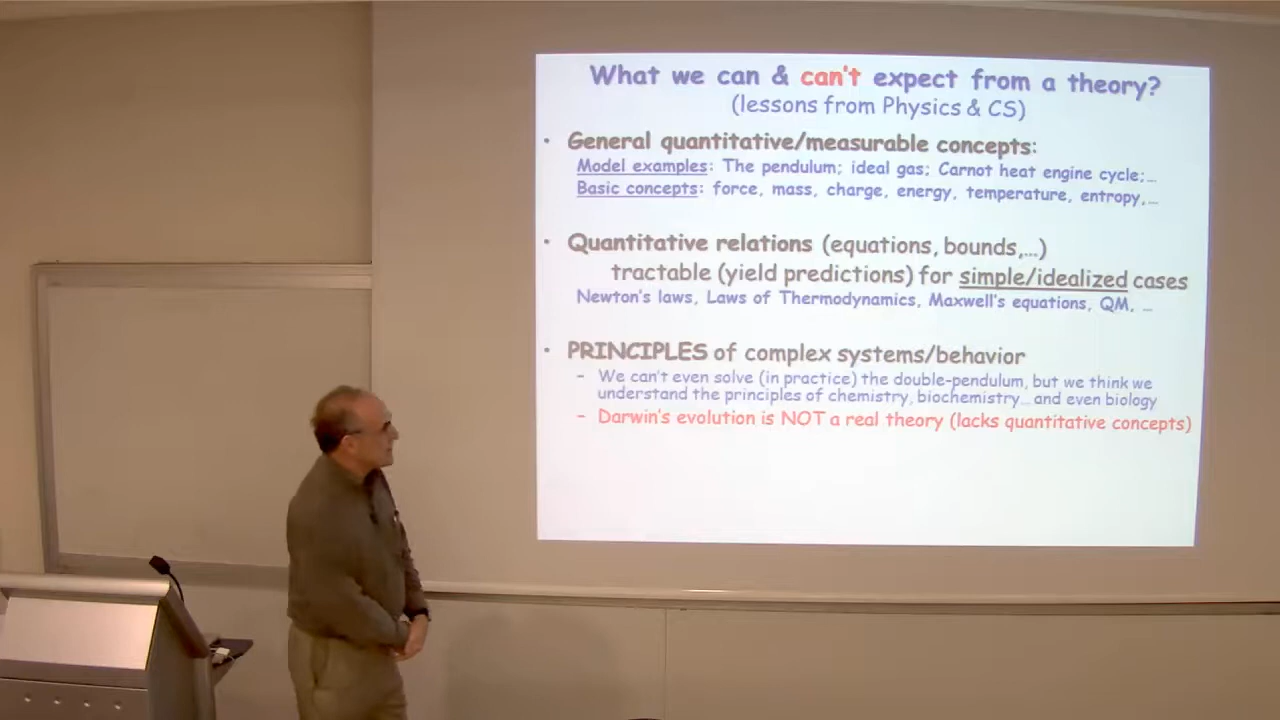 What we can & can't expect from a theory?
(lessons from Physics & CS)
• General quantitative/measurable concepts:
Model examples: The pendulum; ideal gas; Carnot heat engine cycle;...
Basic concepts: force, mass, charge, energy, temperature, entropy,...
• Quantitative relations (equations, bounds,...)
tractable (yield predictions) for simple/idealized cases
Newton's laws, Laws of Thermodynamics, Maxwell's equations, QM, ...
• PRINCIPLES of complex systems/behavior
– We can't even solve (in practice) the double-pendulum, but we think we
understand the principles of chemistry, biochemistry... and even biology
– Darwin's evolution is NOT a real theory (lacks quantitative concepts)